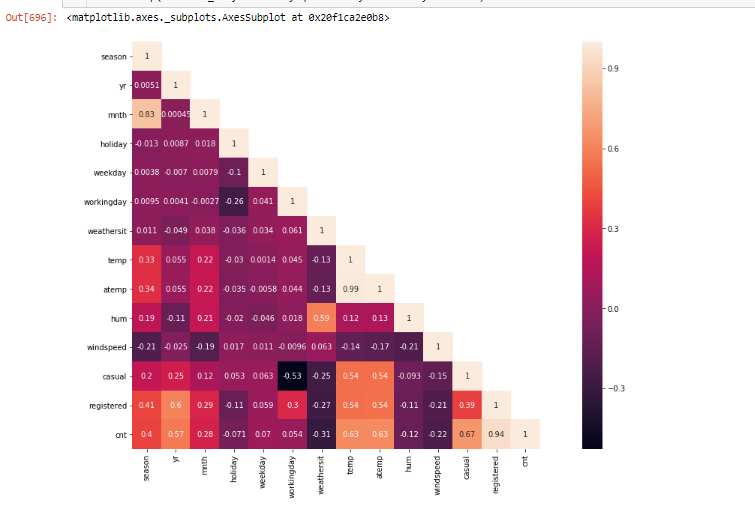 Out[696]: <matplotlib.axes._subplots.AxesSubplot at 0x20f1ca2e0b8>
season 1
yr 0.0051 1
mnth 0.83 0.00045 1
holiday -0.013 0.0087 0.018 1
weekday 0.0038 -0.007 0.0079 -0.1 1
workingday 0.0095 0.0041 -0.0027 -0.26 0.041 1
weathersit 0.011 -0.049 0.038 -0.036 0.034 0.061 1
temp 0.33 0.055 0.22 -0.03 0.0014 0.045 -0.13 1
atemp 0.34 0.055 0.22 -0.035 -0.0058 0.044 -0.13 0.99 1
hum 0.19 -0.11 0.21 -0.02 -0.046 0.018 0.59 0.12 0.13 1
windspeed -0.21 -0.025 -0.19 0.017 0.011 -0.0096 0.063 -0.14 -0.17 -0.21 1
casual 0.2 0.25 0.12 0.053 0.063 -0.53 -0.25 0.54 0.54 -0.093 -0.15 1
registered 0.41 0.6 0.29 -0.11 0.059 0.3 -0.27 0.54 0.54 -0.11 -0.21 0.39 1
cnt 0.4 0.57 0.28 -0.071 0.07 0.054 -0.31 0.63 0.63 -0.12 -0.22 0.67 0.94 1
season yr mnth holiday weekday workingday weathersit temp atemp hum windspeed casual registered cnt
0.9
0.6
0.3
0.0
-0.3